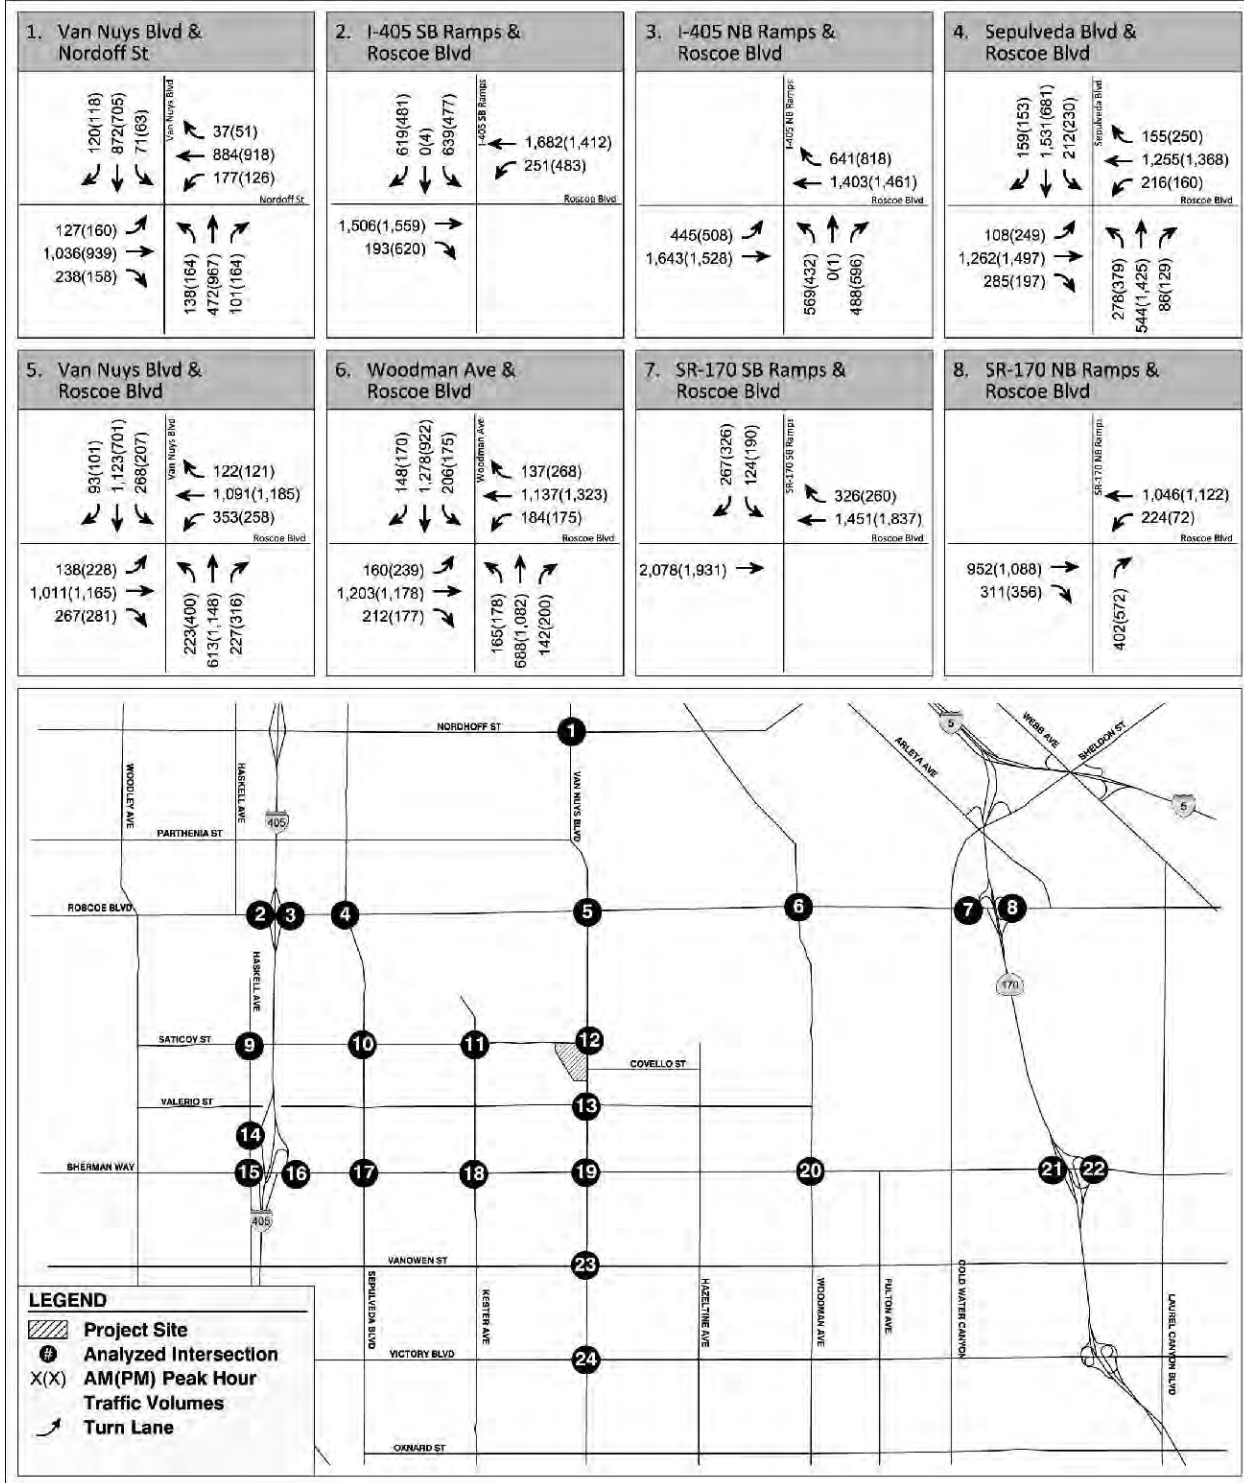 1. Van Nuys Blvd &
Nordoff St
120(118)
872(705)
71(63)
Van Nuys Blvd
37(51)
884(918)
177(126)
Nordoff St
127(160)
1,036(939)
238(158)
138(164)
472(967)
101(164)
2. I-405 SB Ramps &
Roscoe Blvd
619(481)
0(4)
639(477)
I-405 SB Ramps
1,682(1,412)
251(483)
Roscoe Blvd
1,506(1,559)
193(620)
3. I-405 NB Ramps &
Roscoe Blvd
I-405 NB Ramps
641(818)
1,403(1,461)
Roscoe Blvd
445(508)
1,643(1,528)
569(432)
0(1)
488(596)
4. Sepulveda Blvd &
Roscoe Blvd
159(153)
1,531(681)
212(230)
Sepulveda Blvd
155(250)
1,255(1,368)
216(160)
Roscoe Blvd
108(249)
1,262(1,497)
285(197)
278(379)
544(1,425)
86(129)
5. Van Nuys Blvd &
Roscoe Blvd
93(101)
1,123(701)
268(207)
Van Nuys Blvd
122(121)
1,091(1,185)
353(258)
Roscoe Blvd
138(228)
1,011(1,165)
267(281)
223(400)
613(1,148)
227(316)
6. Woodman Ave &
Roscoe Blvd
148(170)
1,278(922)
206(175)
Woodman Ave
137(268)
1,137(1,323)
184(175)
Roscoe Blvd
160(239)
1,203(1,178)
212(177)
165(178)
688(1,082)
142(200)
7. SR-170 SB Ramps &
Roscoe Blvd
267(326)
124(190)
SR-170 SB Ramps
326(260)
1,451(1,837)
Roscoe Blvd
2,078(1,931)
8. SR-170 NB Ramps &
Roscoe Blvd
SR-170 NB Ramps
1,046(1,122)
224(72)
Roscoe Blvd
952(1,088)
311(356)
402(572)
NORDHOFF ST
1
5
WEBB AVE
SHELDON ST
ARLETA AVE
WOODLEY AVE
HASKELL AVE
405
VAN NUYS BLVD
5
PARTHENIA ST
ROSCOE BLVD
2
3
4
5
6
7
8
HASKELL AVE
170
SATICOY ST
9
10
11
12
COVELLO ST
VALERIO ST
13
14
SHERMAN WAY
15
16
17
18
19
20
21
22
405
VANOWEN ST
23
SEPULVEDA BLVD
KESTER AVE
HAZELTINE AVE
WOODMAN AVE
FULTON AVE
COLD WATER CANYON
LAUREL CANYON BLVD
VICTORY BLVD
24
OXNARD ST
LEGEND
Project Site
# Analyzed Intersection
X(X) AM(PM) Peak Hour
Traffic Volumes
Turn Lane